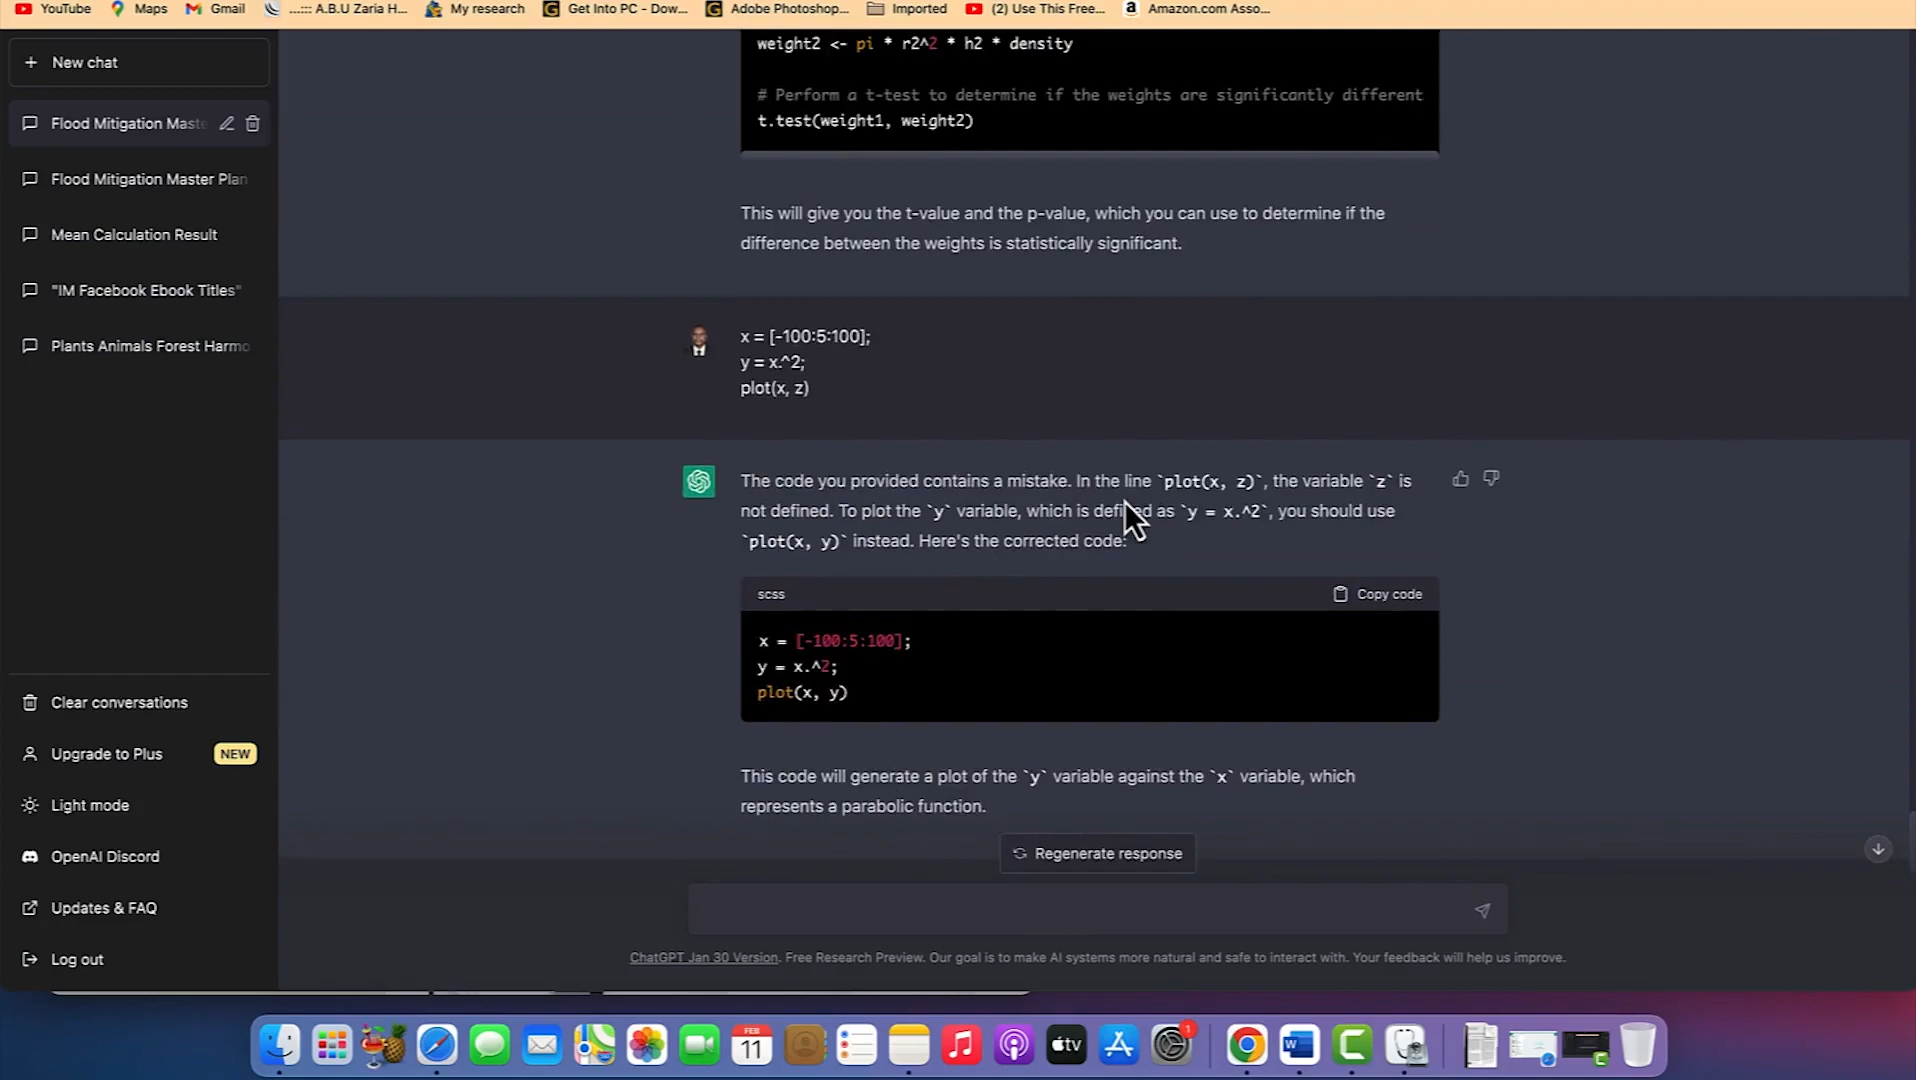 YouTube
Maps
Gmail
...::: A.B.U Zaria H...
My research
Get Into PC - Dow...
Adobe Photoshop...
Imported
(2) Use This Free...
Amazon.com Asso...
New chat
Flood Mitigation Maste
Flood Mitigation Master Plan
Mean Calculation Result
"IM Facebook Ebook Titles"
Plants Animals Forest Harmo
Clear conversations
Upgrade to Plus
NEW
Light mode
OpenAI Discord
Updates & FAQ
Log out
weight2 <- pi * r2^2 * h2 * density
# Perform a t-test to determine if the weights are significantly different
t.test(weight1, weight2)
This will give you the t-value and the p-value, which you can use to determine if the
difference between the weights is statistically significant.
x = [-100:5:100];
y = x.^2;
plot(x, z)
The code you provided contains a mistake. In the line `plot(x, z)`, the variable `z` is
not defined. To plot the `y` variable, which is defined as `y = x.^2`, you should use
`plot(x, y)` instead. Here's the corrected code:
scss
Copy code
x = [-100:5:100];
y = x.^2;
plot(x, y)
This code will generate a plot of the `y` variable against the `x` variable, which
represents a parabolic function.
Regenerate response
ChatGPT Jan 30 Version. Free Research Preview. Our goal is to make AI systems more natural and safe to interact with. Your feedback will help us improve.
FEB
11
tv
1
W
C